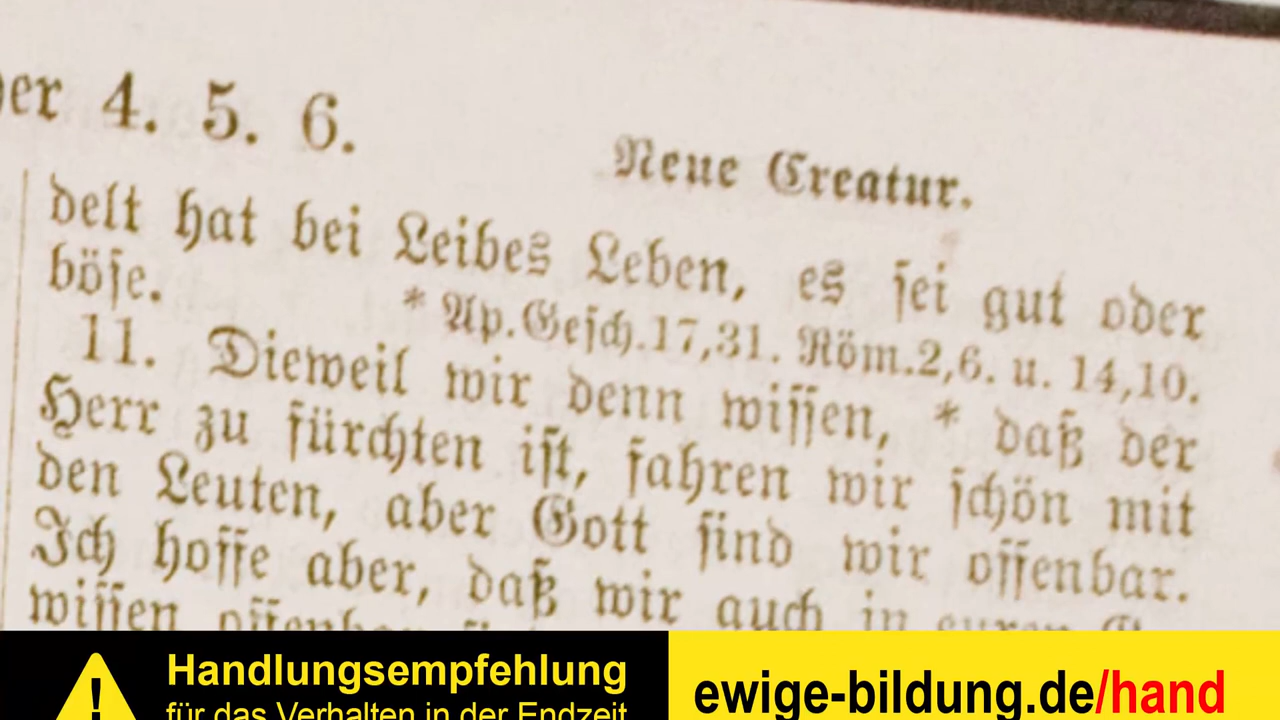 er 4. 5. 6.
Neue Creatur.
delt hat bei Leibes Leben, es sei gut oder
böse. * Ap.Gesch.17,31. Röm.2,6. u. 14,10.
11. Dieweil wir denn wissen, * daß der
Herr zu fürchten ist, fahren wir schön mit
den Leuten, aber Gott sind wir offenbar.
Ich hoffe aber, daß wir auch in euren
wissen offenbar
Handlungsempfehlung
für das Verhalten in der Endzeit
ewige-bildung.de/hand